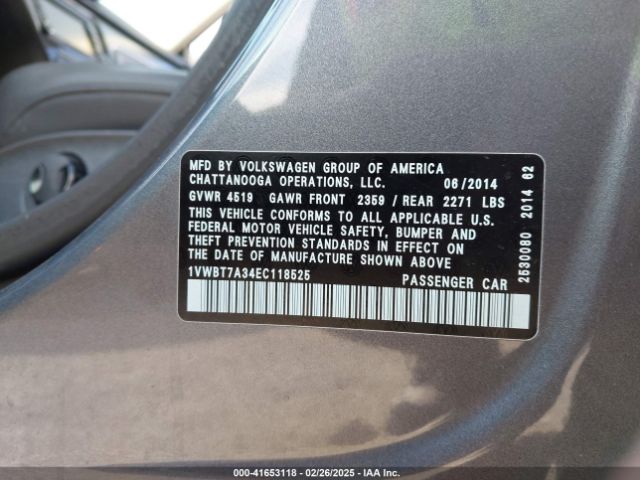 MFD BY VOLKSWAGEN GROUP OF AMERICA
CHATTANOOGA OPERATIONS, LLC. 06/2014
GVWR 4519 GAWR FRONT 2359 / REAR 2271 LBS
THIS VEHICLE CONFORMS TO ALL APPLICABLE U.S.
FEDERAL MOTOR VEHICLE SAFETY, BUMPER AND
THEFT PREVENTION STANDARDS IN EFFECT ON
THE DATE OF MANUFACTURE SHOWN ABOVE
1VWBT7A34EC118525 PASSENGER CAR
2530080 2014 62
00-41653118 | 02/26/2025 | IAA Inc.